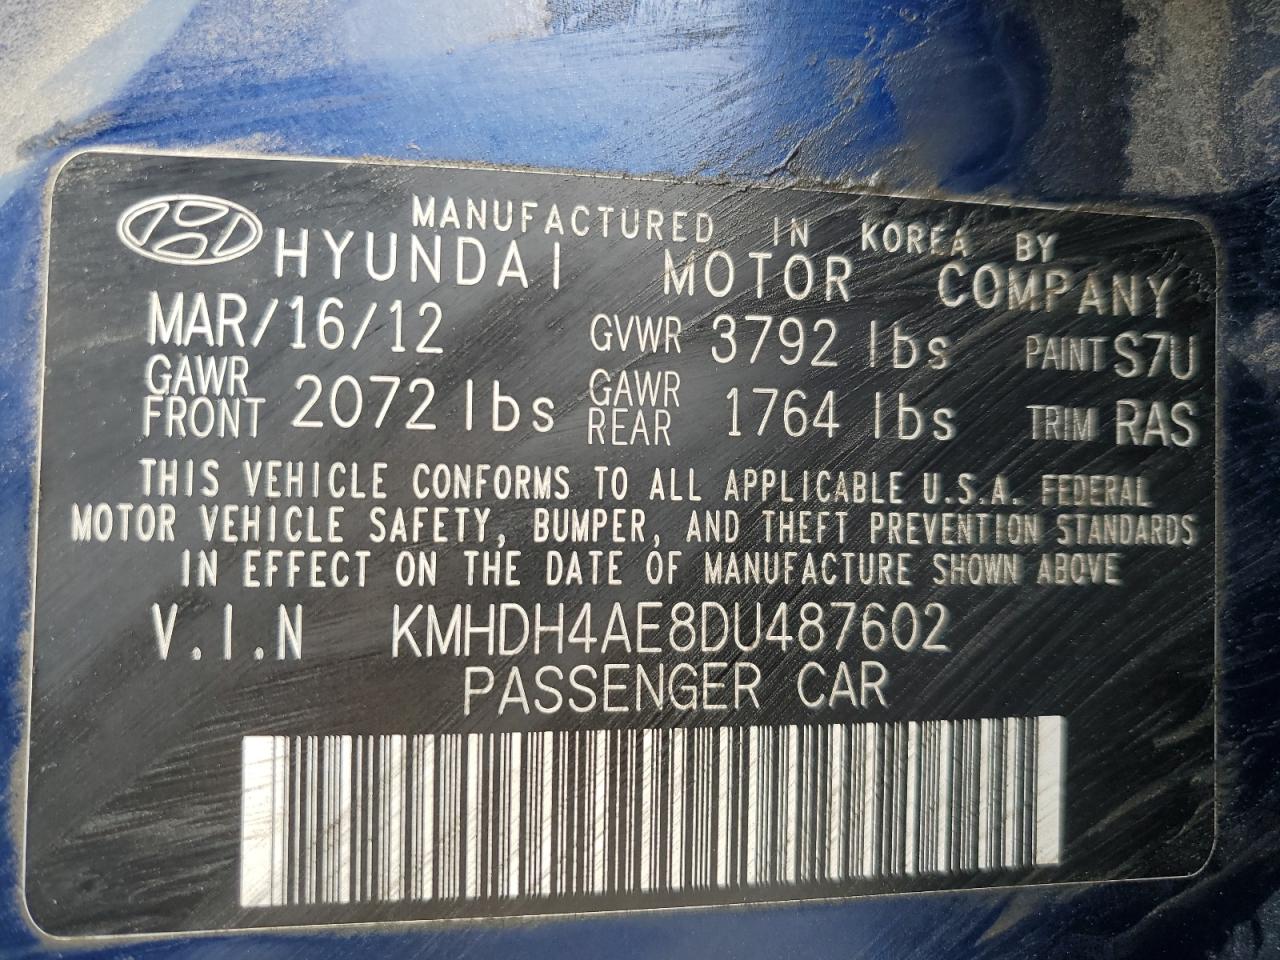 MANUFACTURED IN KOREA BY
HYUNDAI MOTOR COMPANY
MAR/16/12 GVWR 3792 lbs PAINT S7U
GAWR FRONT 2072 lbs GAWR REAR 1764 lbs TRIM RAS
THIS VEHICLE CONFORMS TO ALL APPLICABLE U.S.A. FEDERAL
MOTOR VEHICLE SAFETY, BUMPER, AND THEFT PREVENTION STANDARDS
IN EFFECT ON THE DATE OF MANUFACTURE SHOWN ABOVE
V.I.N KMHDH4AE8DU487602
PASSENGER CAR